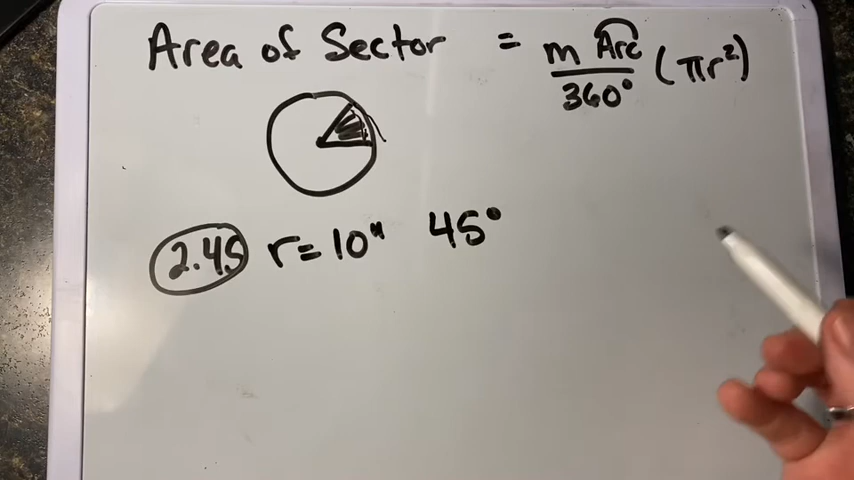 Area of Sector = m Arc / 360° (πr²)
2.45 r = 10" 45°